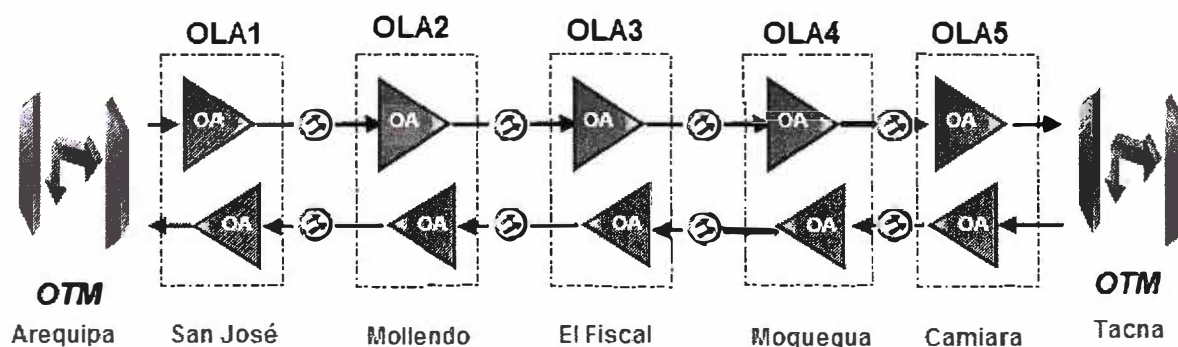 OLA1 OLA2 OLA3 OLA4 OLA5
OA OA OA OA OA
OA OA OA OA OA
OTM OTM
Arequipa San José Mollendo El Fiscal Moquegua Camiara Tacna